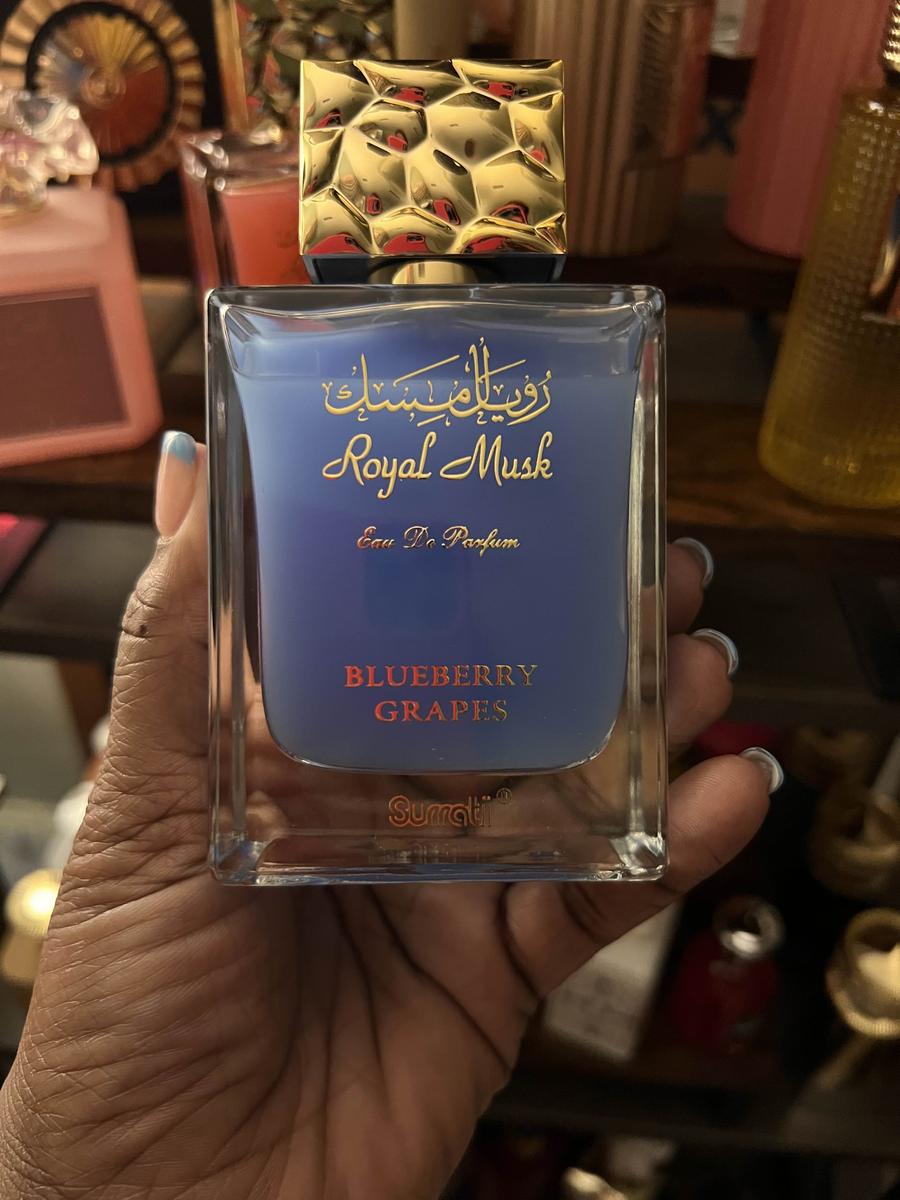 رويال مسك
Royal Musk
Eau De Parfum
BLUEBERRY
GRAPES
Surrati